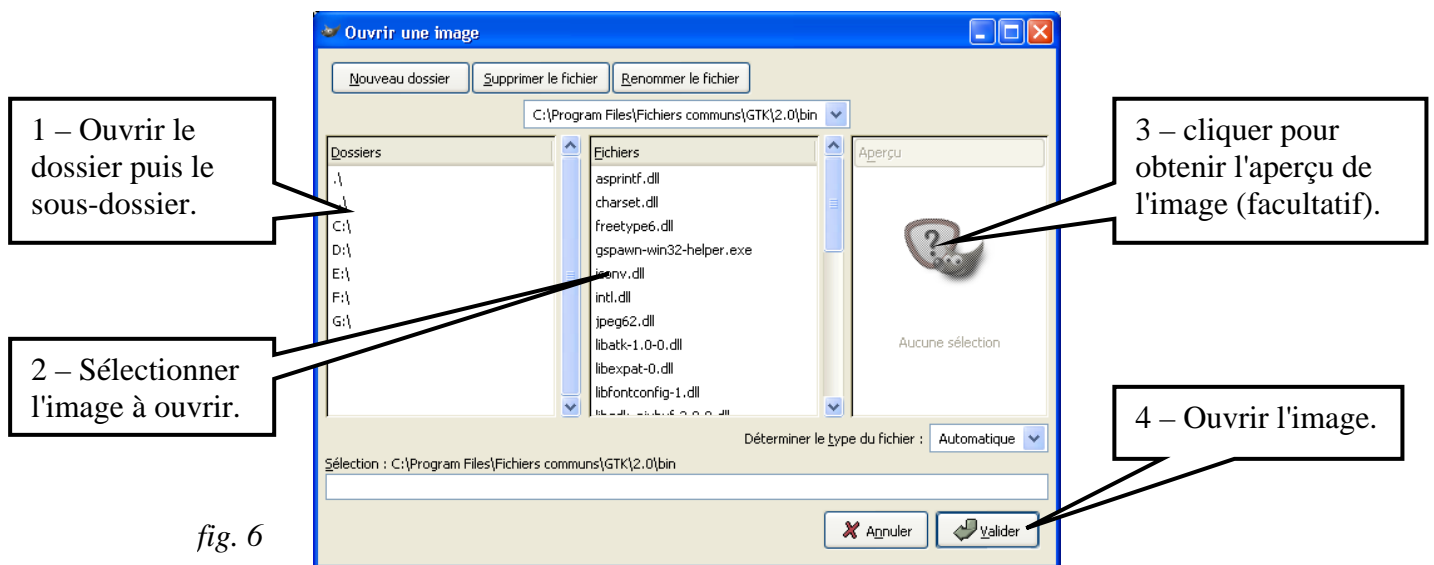 Ouvrir une image
Nouveau dossier Supprimer le fichier Renommer le fichier
C:\Program Files\Fichiers communs\GTK\2.0\bin
1 – Ouvrir le
dossier puis le
sous-dossier.
Dossiers
.\
C:\
D:\
E:\
F:\
G:\
2 – Sélectionner
l'image à ouvrir.
Fichiers
asprintf.dll
charset.dll
freetype6.dll
gspawn-win32-helper.exe
iconv.dll
intl.dll
jpeg62.dll
libatk-1.0-0.dll
libexpat-0.dll
libfontconfig-1.dll
Aperçu
Aucune sélection
3 – cliquer pour
obtenir l'aperçu de
l'image (facultatif).
4 – Ouvrir l'image.
Déterminer le type du fichier : Automatique
Sélection : C:\Program Files\Fichiers communs\GTK\2.0\bin
Annuler Valider
fig. 6